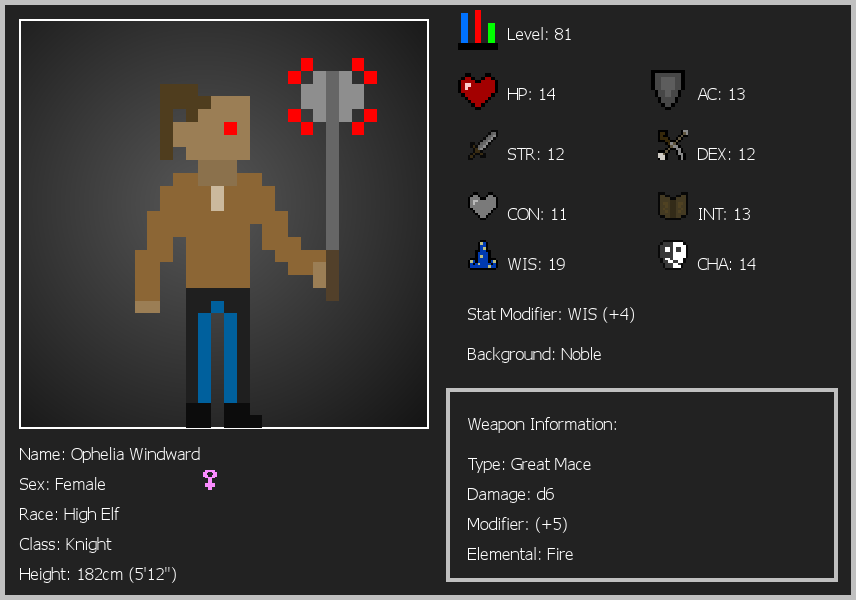 Level: 81
HP: 14
AC: 13
STR: 12
DEX: 12
CON: 11
INT: 13
WIS: 19
CHA: 14
Stat Modifier: WIS (+4)
Background: Noble
Weapon Information:
Type: Great Mace
Damage: d6
Modifier: (+5)
Elemental: Fire
Name: Ophelia Windward
Sex: Female
Race: High Elf
Class: Knight
Height: 182cm (5'12")